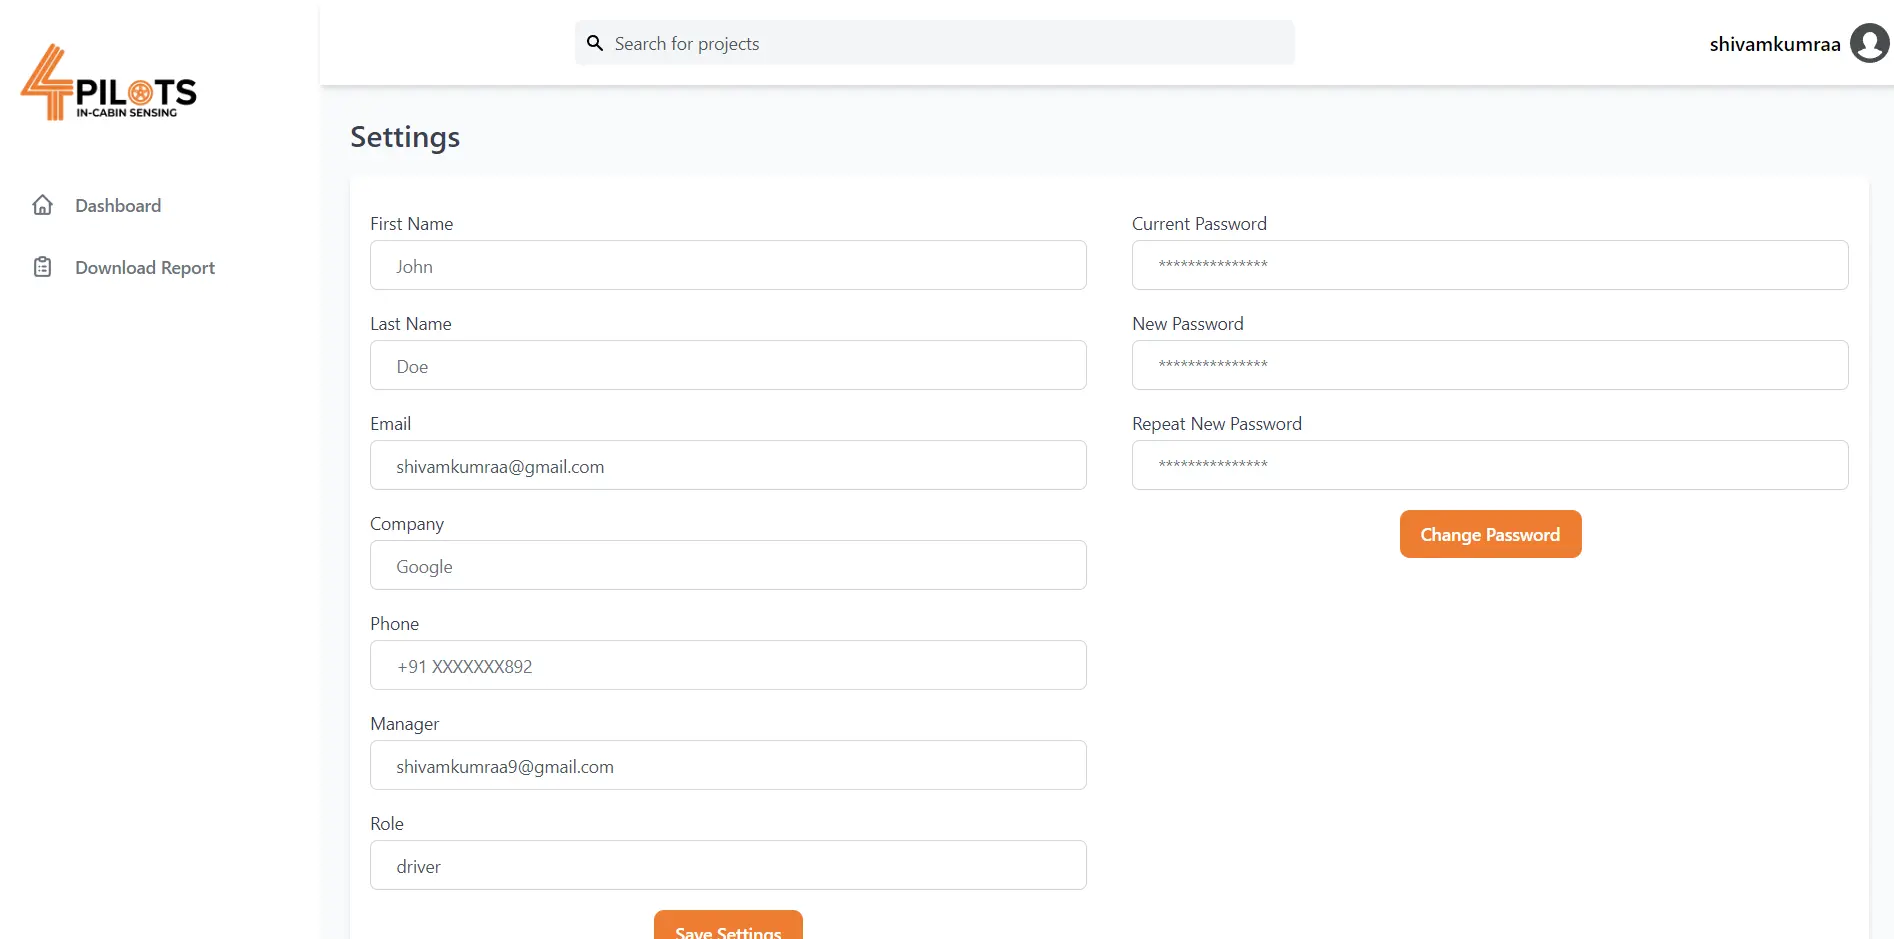 4PILOTS
IN-CABIN SENSING
Search for projects
shivamkumraa
Dashboard
Download Report
Settings
First Name
John
Last Name
Doe
Email
shivamkumraa@gmail.com
Company
Google
Phone
+91 XXXXXXX892
Manager
shivamkumraa9@gmail.com
Role
driver
Save Settings
Current Password
***************
New Password
***************
Repeat New Password
***************
Change Password